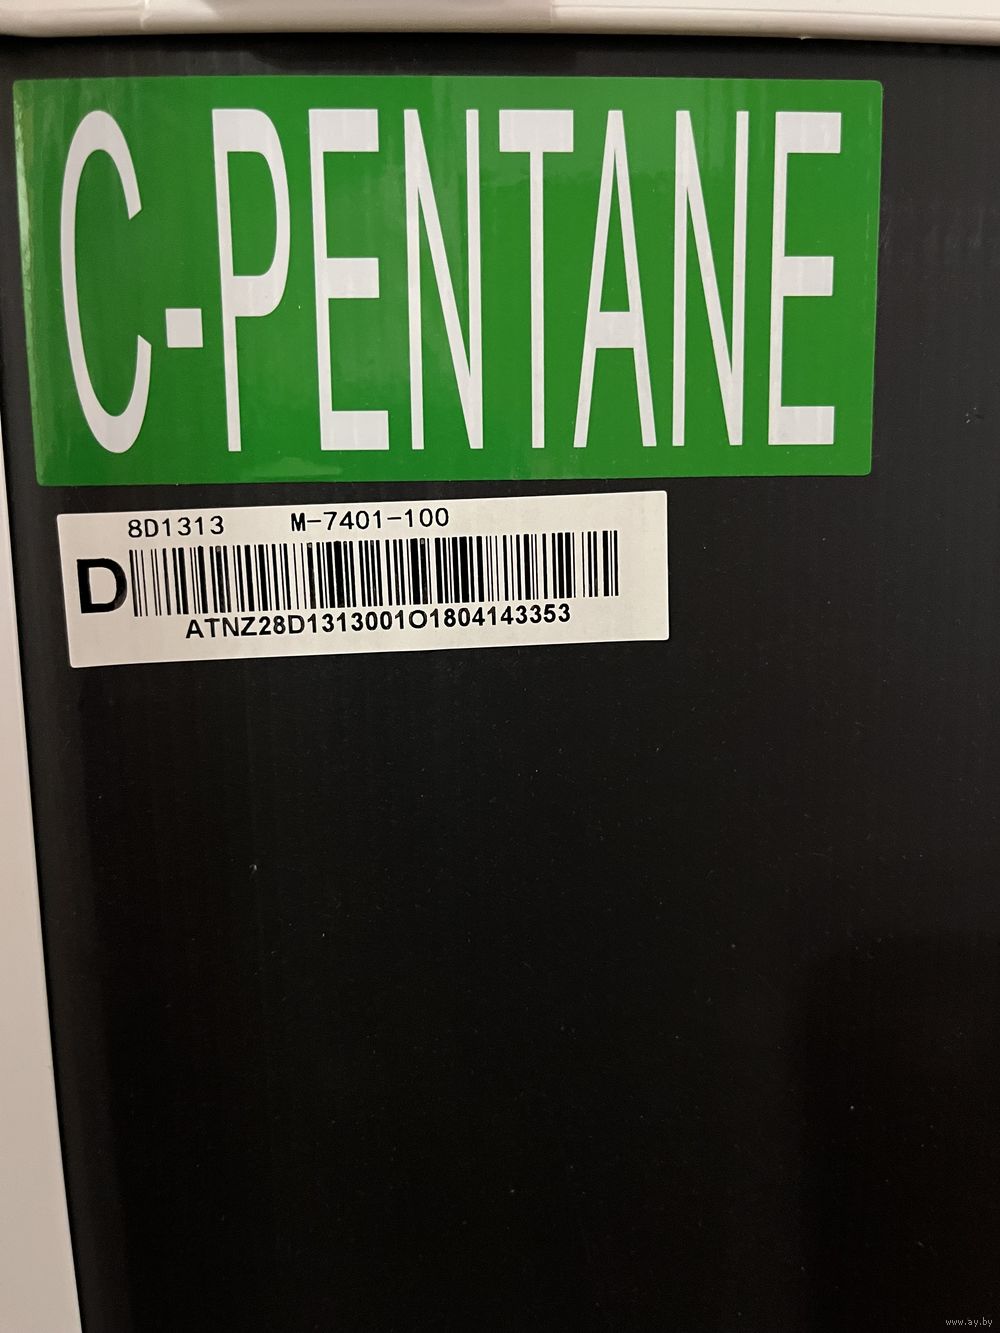 C-PENTANE
8D1313 M-7401-100
D
ATNZ28D1313001O1804143353
www.ay.by